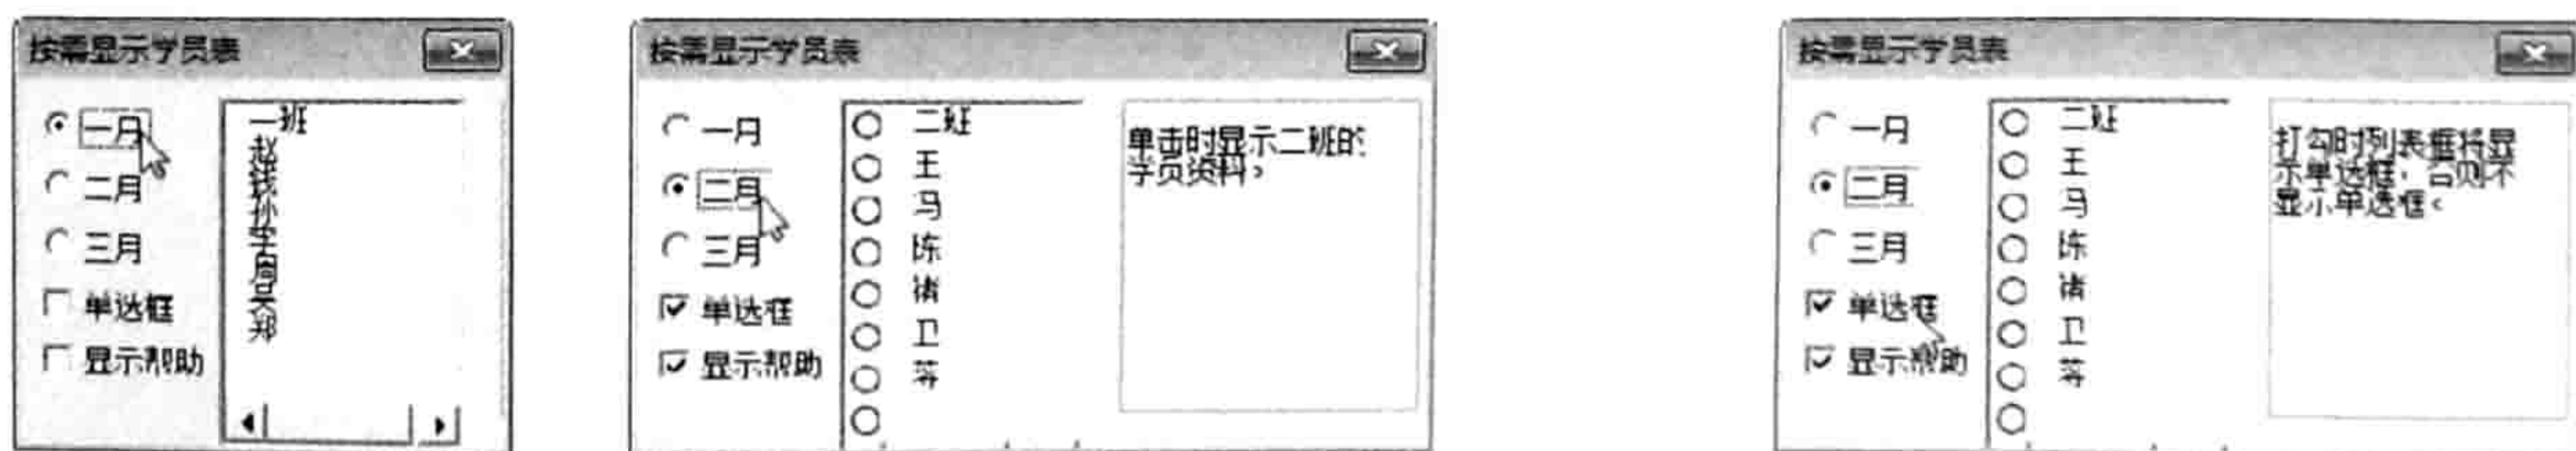 按需显示学员表
一月
二月
三月
单选框
显示帮助
一班
赵
钱
孙
李
周
吴
郑
按需显示学员表
一月
二月
三月
单选框
显示帮助
二班
王
马
陈
诸
卫
蒋
单击时显示二班的
学员资料。
按需显示学员表
一月
二月
三月
单选框
显示帮助
二班
王
马
陈
诸
卫
蒋
打勾时列表框将显
示单选框，否则不
显示单选框。